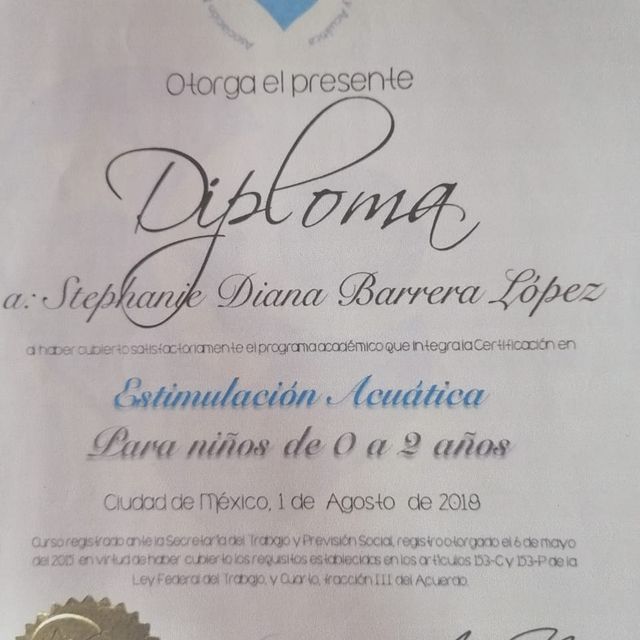 Otorga el presente
Diploma
a: Stephanie Diana Barrera López
al haber cubierto satisfactoriamente el programa académico que integra la Certificación en
Estimulación Acuática
Para niños de 0 a 2 años
Ciudad de México, 1 de Agosto de 2018
Curso registrado ante la Secretaría del Trabajo y Previsión Social, registro otorgado el 6 de mayo
del 2015 en virtud de haber cubierto los requisitos establecidos en los artículos 153-C y 153-P de la
Ley Federal del Trabajo, y Cuarto, fracción III del Acuerdo.